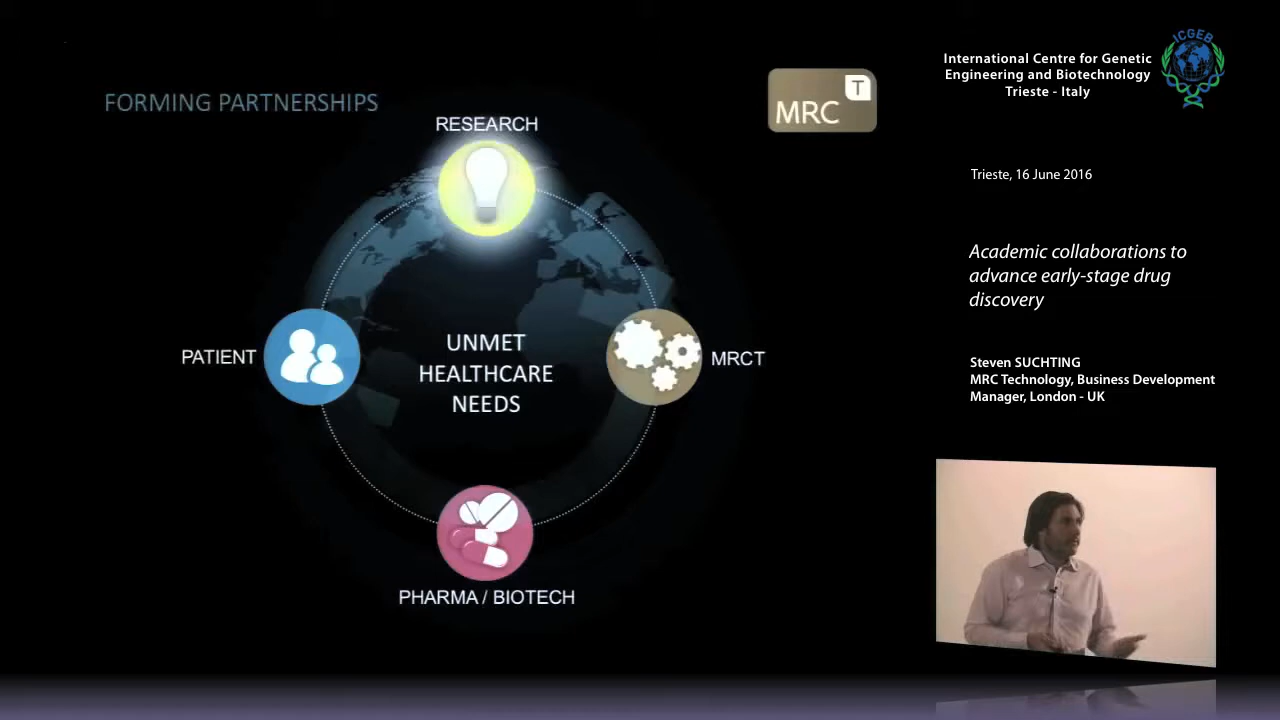 FORMING PARTNERSHIPS
MRC
T
RESEARCH
PATIENT
UNMET
HEALTHCARE
NEEDS
MRCT
PHARMA / BIOTECH
ICGEB
International Centre for Genetic
Engineering and Biotechnology
Trieste - Italy
Trieste, 16 June 2016
Academic collaborations to
advance early-stage drug
discovery
Steven SUCHTING
MRC Technology, Business Development
Manager, London - UK